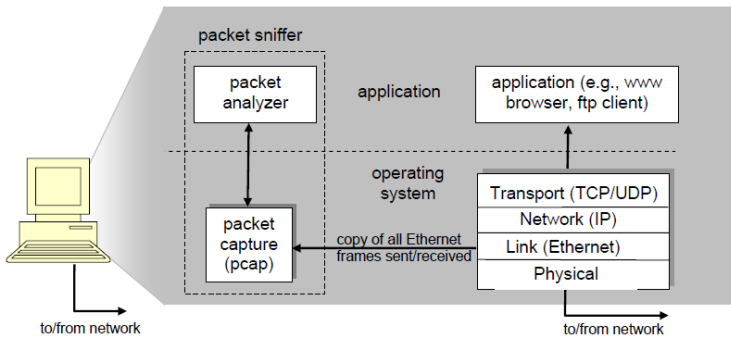 packet sniffer
packet
analyzer
application
application (e.g., www
browser, ftp client)
operating
system
packet
capture
(pcap)
copy of all Ethernet
frames sent/received
Transport (TCP/UDP)
Network (IP)
Link (Ethernet)
Physical
to/from network
to/from network